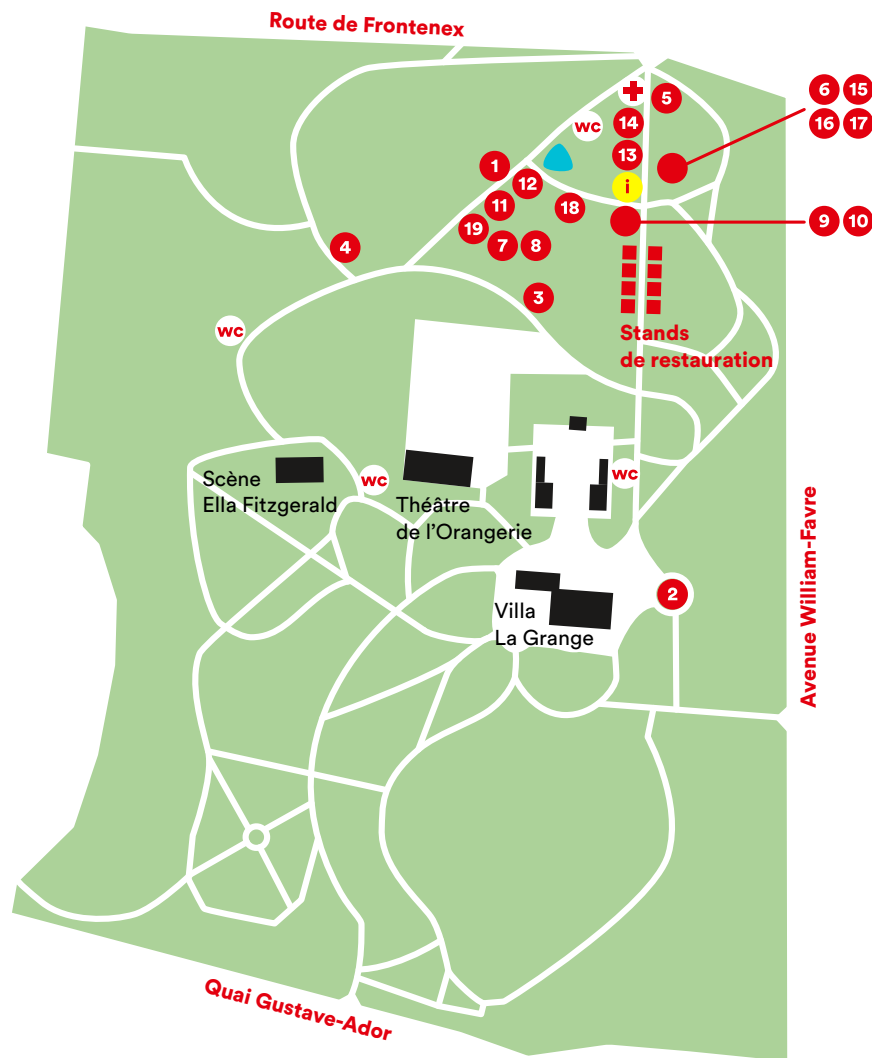 Route de Frontenex
6 15
16 17
5
wc
14
13
1
12
i
11
18
9 10
19
7 8
4
3
wc
Stands
de restauration
wc
wc
Scène
Ella Fitzgerald
Théâtre
de l'Orangerie
2
Villa
La Grange
Avenue William-Favre
Quai Gustave-Ador